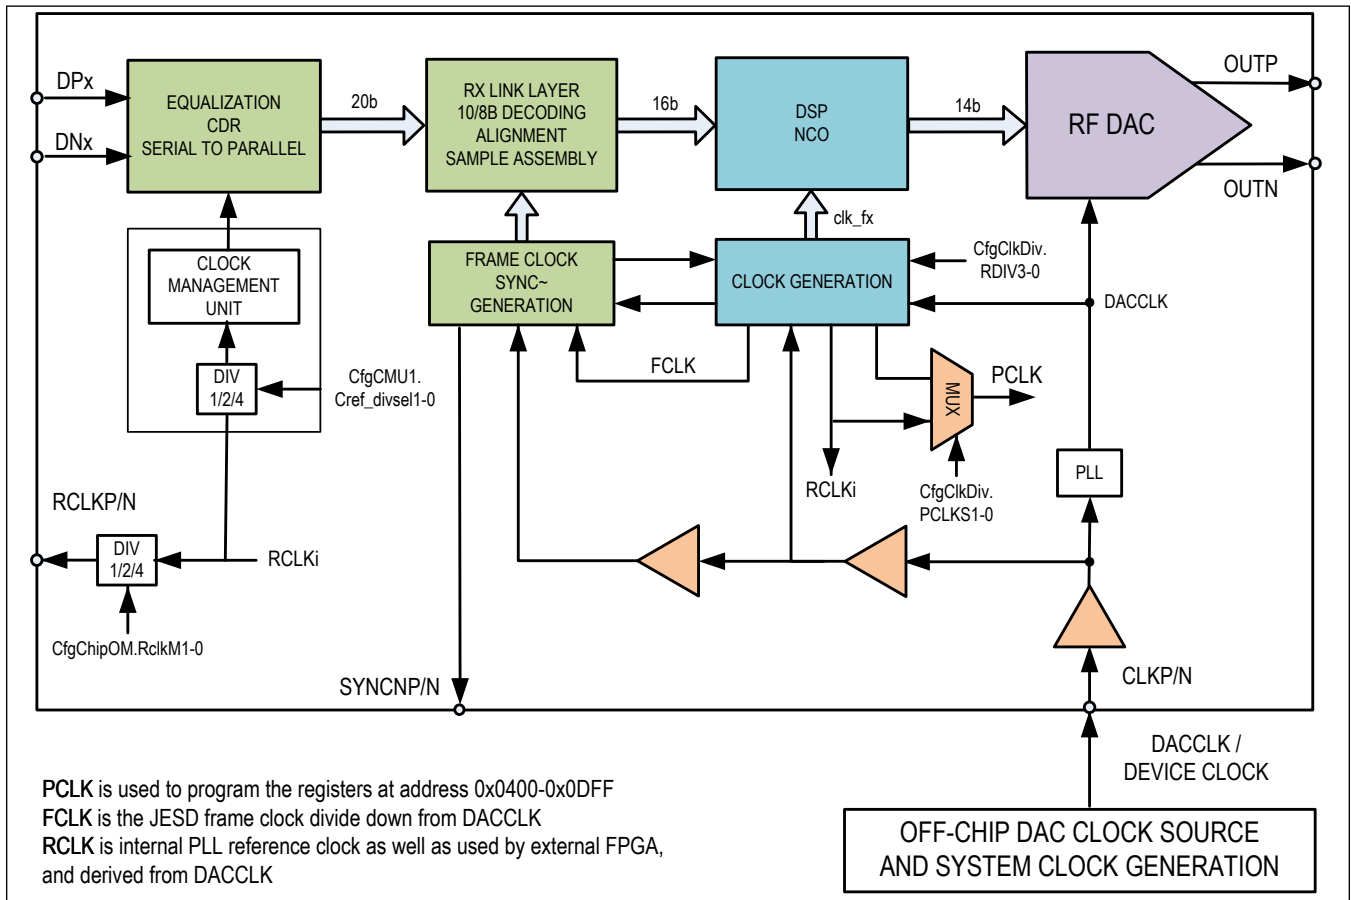 DPx
DNx
EQUALIZATION
CDR
SERIAL TO PARALLEL
20b
RX LINK LAYER
10/8B DECODING
ALIGNMENT
SAMPLE ASSEMBLY
16b
DSP
NCO
14b
RF DAC
OUTP
OUTN
CLOCK
MANAGEMENT
UNIT
DIV
1/2/4
CfgCMU1.
Cref_divsel1-0
FRAME CLOCK
SYNC~
GENERATION
clk_fx
CLOCK GENERATION
CfgClkDiv.
RDIV3-0
DACCLK
FCLK
MUX
PCLK
RCLKi
CfgClkDiv.
PCLKS1-0
PLL
RCLKP/N
DIV
1/2/4
RCLKi
CfgChipOM.RclkM1-0
SYNCNP/N
CLKP/N
DACCLK /
DEVICE CLOCK
PCLK is used to program the registers at address 0x0400-0x0DFF
FCLK is the JESD frame clock divide down from DACCLK
RCLK is internal PLL reference clock as well as used by external FPGA,
and derived from DACCLK
OFF-CHIP DAC CLOCK SOURCE
AND SYSTEM CLOCK GENERATION